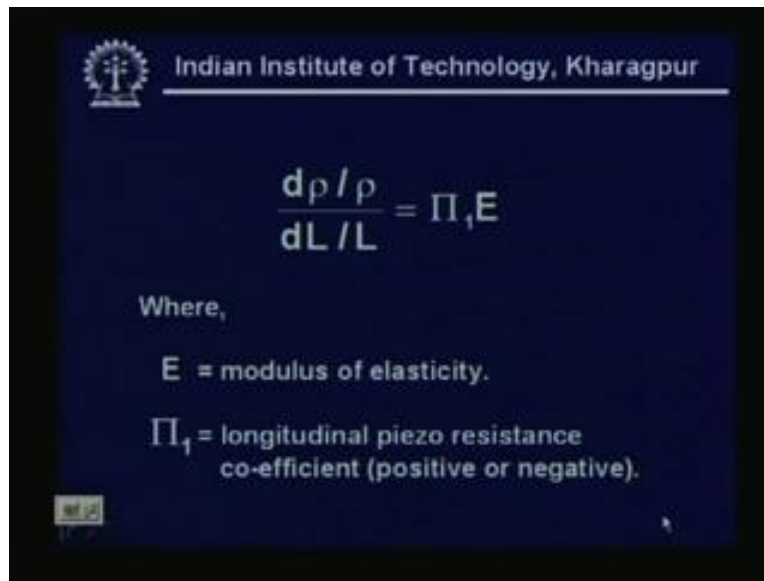 Indian Institute of Technology, Kharagpur
dρ / ρ
dL / L
= Π₁E
Where,
E = modulus of elasticity.
Π₁ = longitudinal piezo resistance
co-efficient (positive or negative).